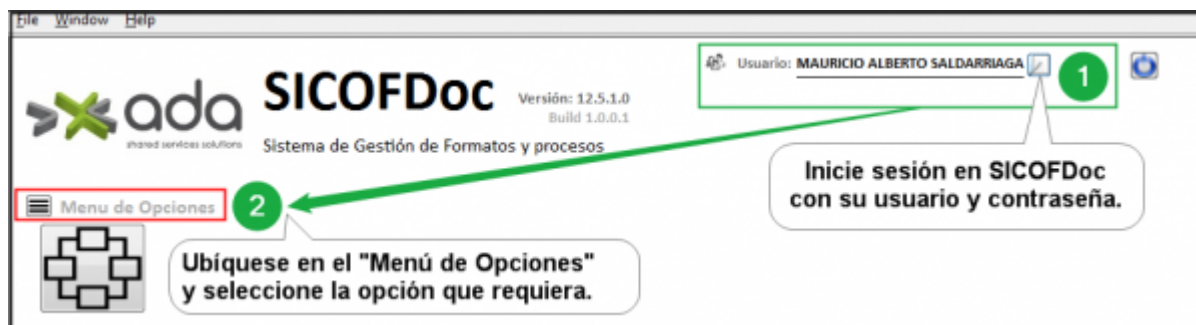 File Window Help
Usuario: MAURICIO ALBERTO SALDARRIAGA
1
ada
shared services solutions
SICOFDoc
Versión: 12.5.1.0
Build 1.0.0.1
Sistema de Gestión de Formatos y procesos
Inicie sesión en SICOFDoc
con su usuario y contraseña.
Menu de Opciones
2
Ubíquese en el "Menú de Opciones"
y seleccione la opción que requiera.